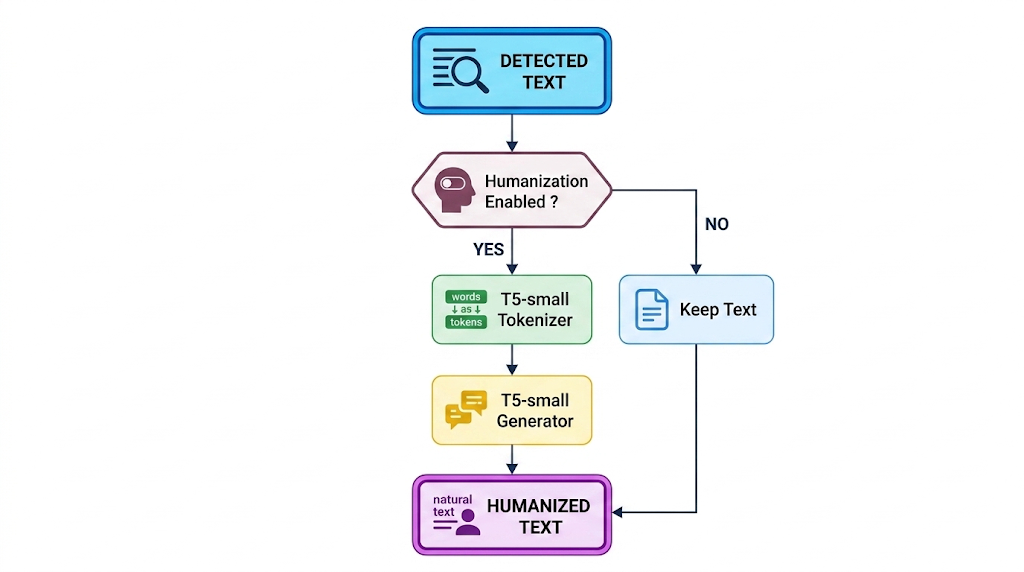 DETECTED
TEXT
Humanization
Enabled ?
NO
YES
words
↓ as ↓
tokens
T5-small
Tokenizer
Keep Text
T5-small
Generator
natural
text
HUMANIZED
TEXT